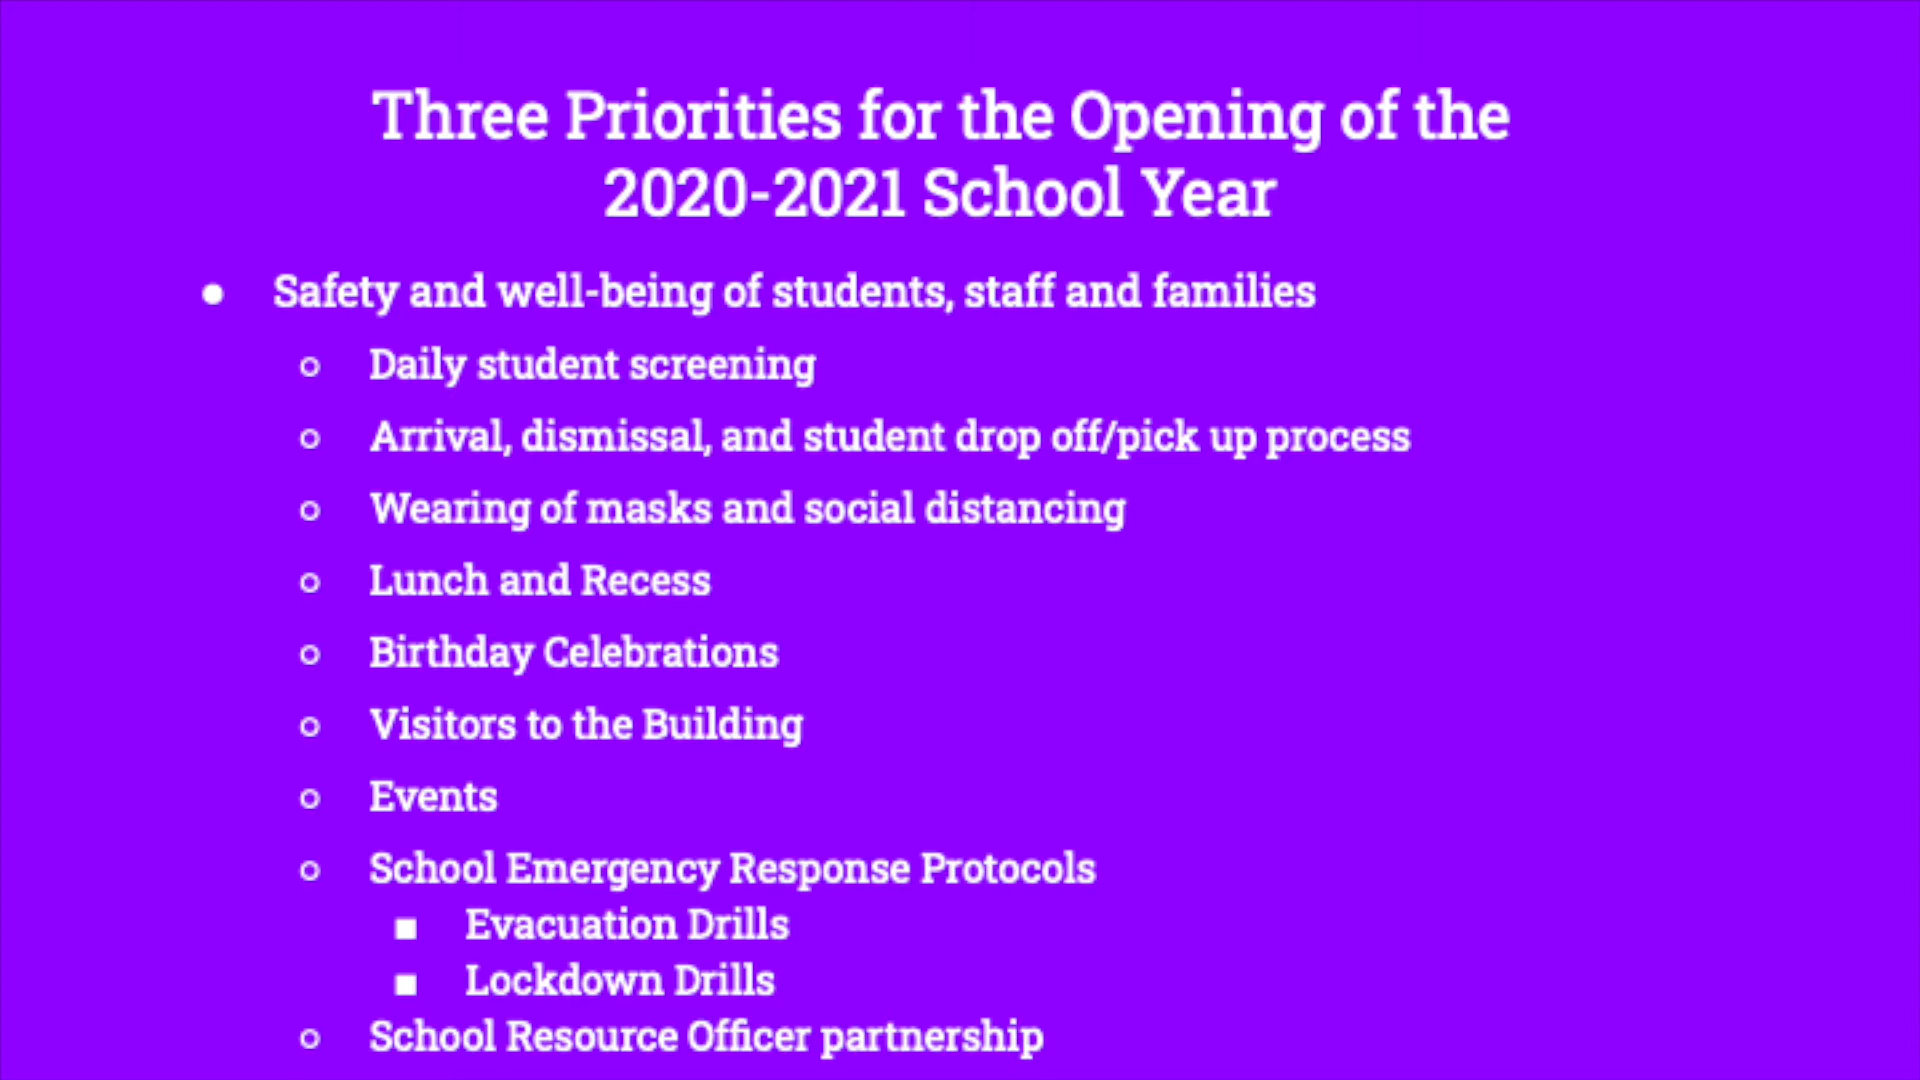 Three Priorities for the Opening of the
2020-2021 School Year
● Safety and well-being of students, staff and families
○ Daily student screening
○ Arrival, dismissal, and student drop off/pick up process
○ Wearing of masks and social distancing
○ Lunch and Recess
○ Birthday Celebrations
○ Visitors to the Building
○ Events
○ School Emergency Response Protocols
■ Evacuation Drills
■ Lockdown Drills
○ School Resource Officer partnership